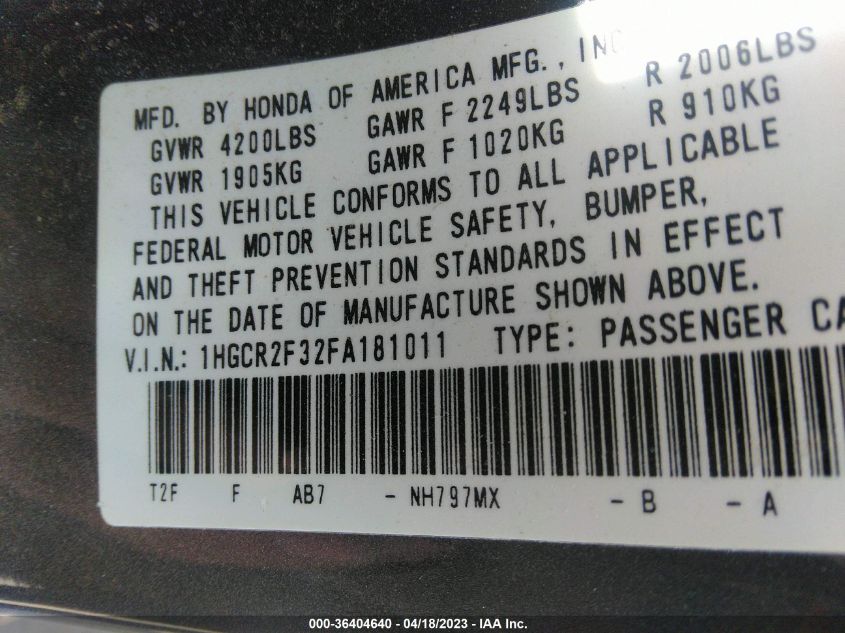 MFD. BY HONDA OF AMERICA MFG., INC
GVWR 4200LBS GAWR F 2249LBS R 2006LBS
GVWR 1905KG GAWR F 1020KG R 910KG
THIS VEHICLE CONFORMS TO ALL APPLICABLE
FEDERAL MOTOR VEHICLE SAFETY, BUMPER,
AND THEFT PREVENTION STANDARDS IN EFFECT
ON THE DATE OF MANUFACTURE SHOWN ABOVE.
V.I.N.: 1HGCR2F32FA181011 TYPE: PASSENGER CA
T2F F AB7 - NH797MX - B - A
000-36404640 - 04/18/2023 - IAA Inc.